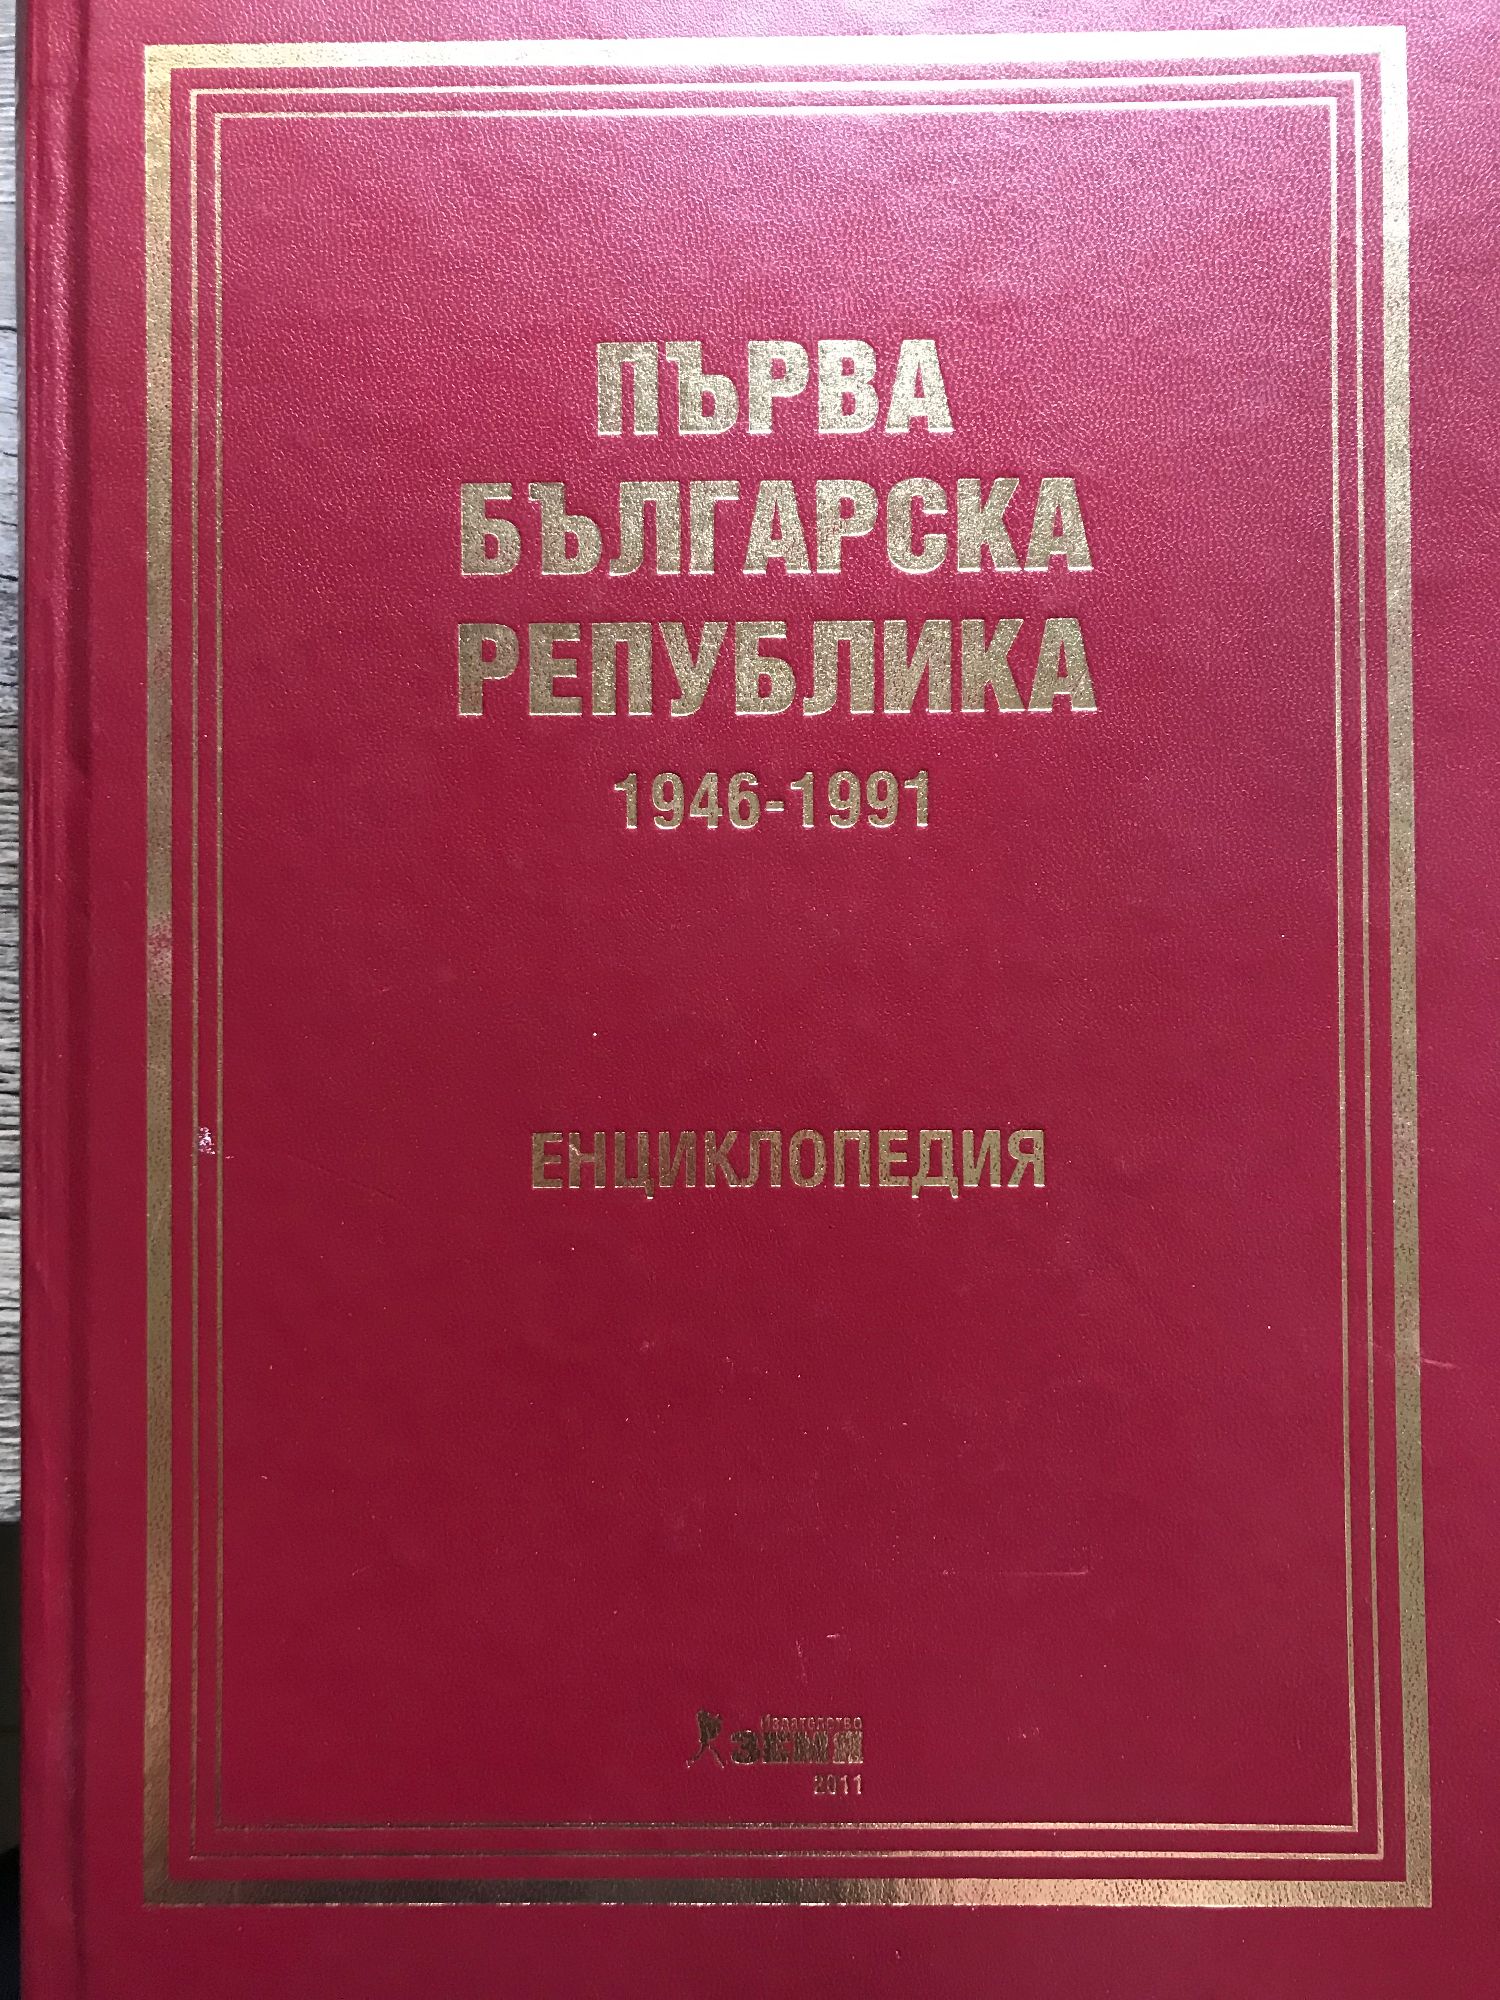 ПЪРВА
БЪЛГАРСКА
РЕПУБЛИКА
1946-1991
ЕНЦИКЛОПЕДИЯ
Издателство
ЗЕМЯ
2011